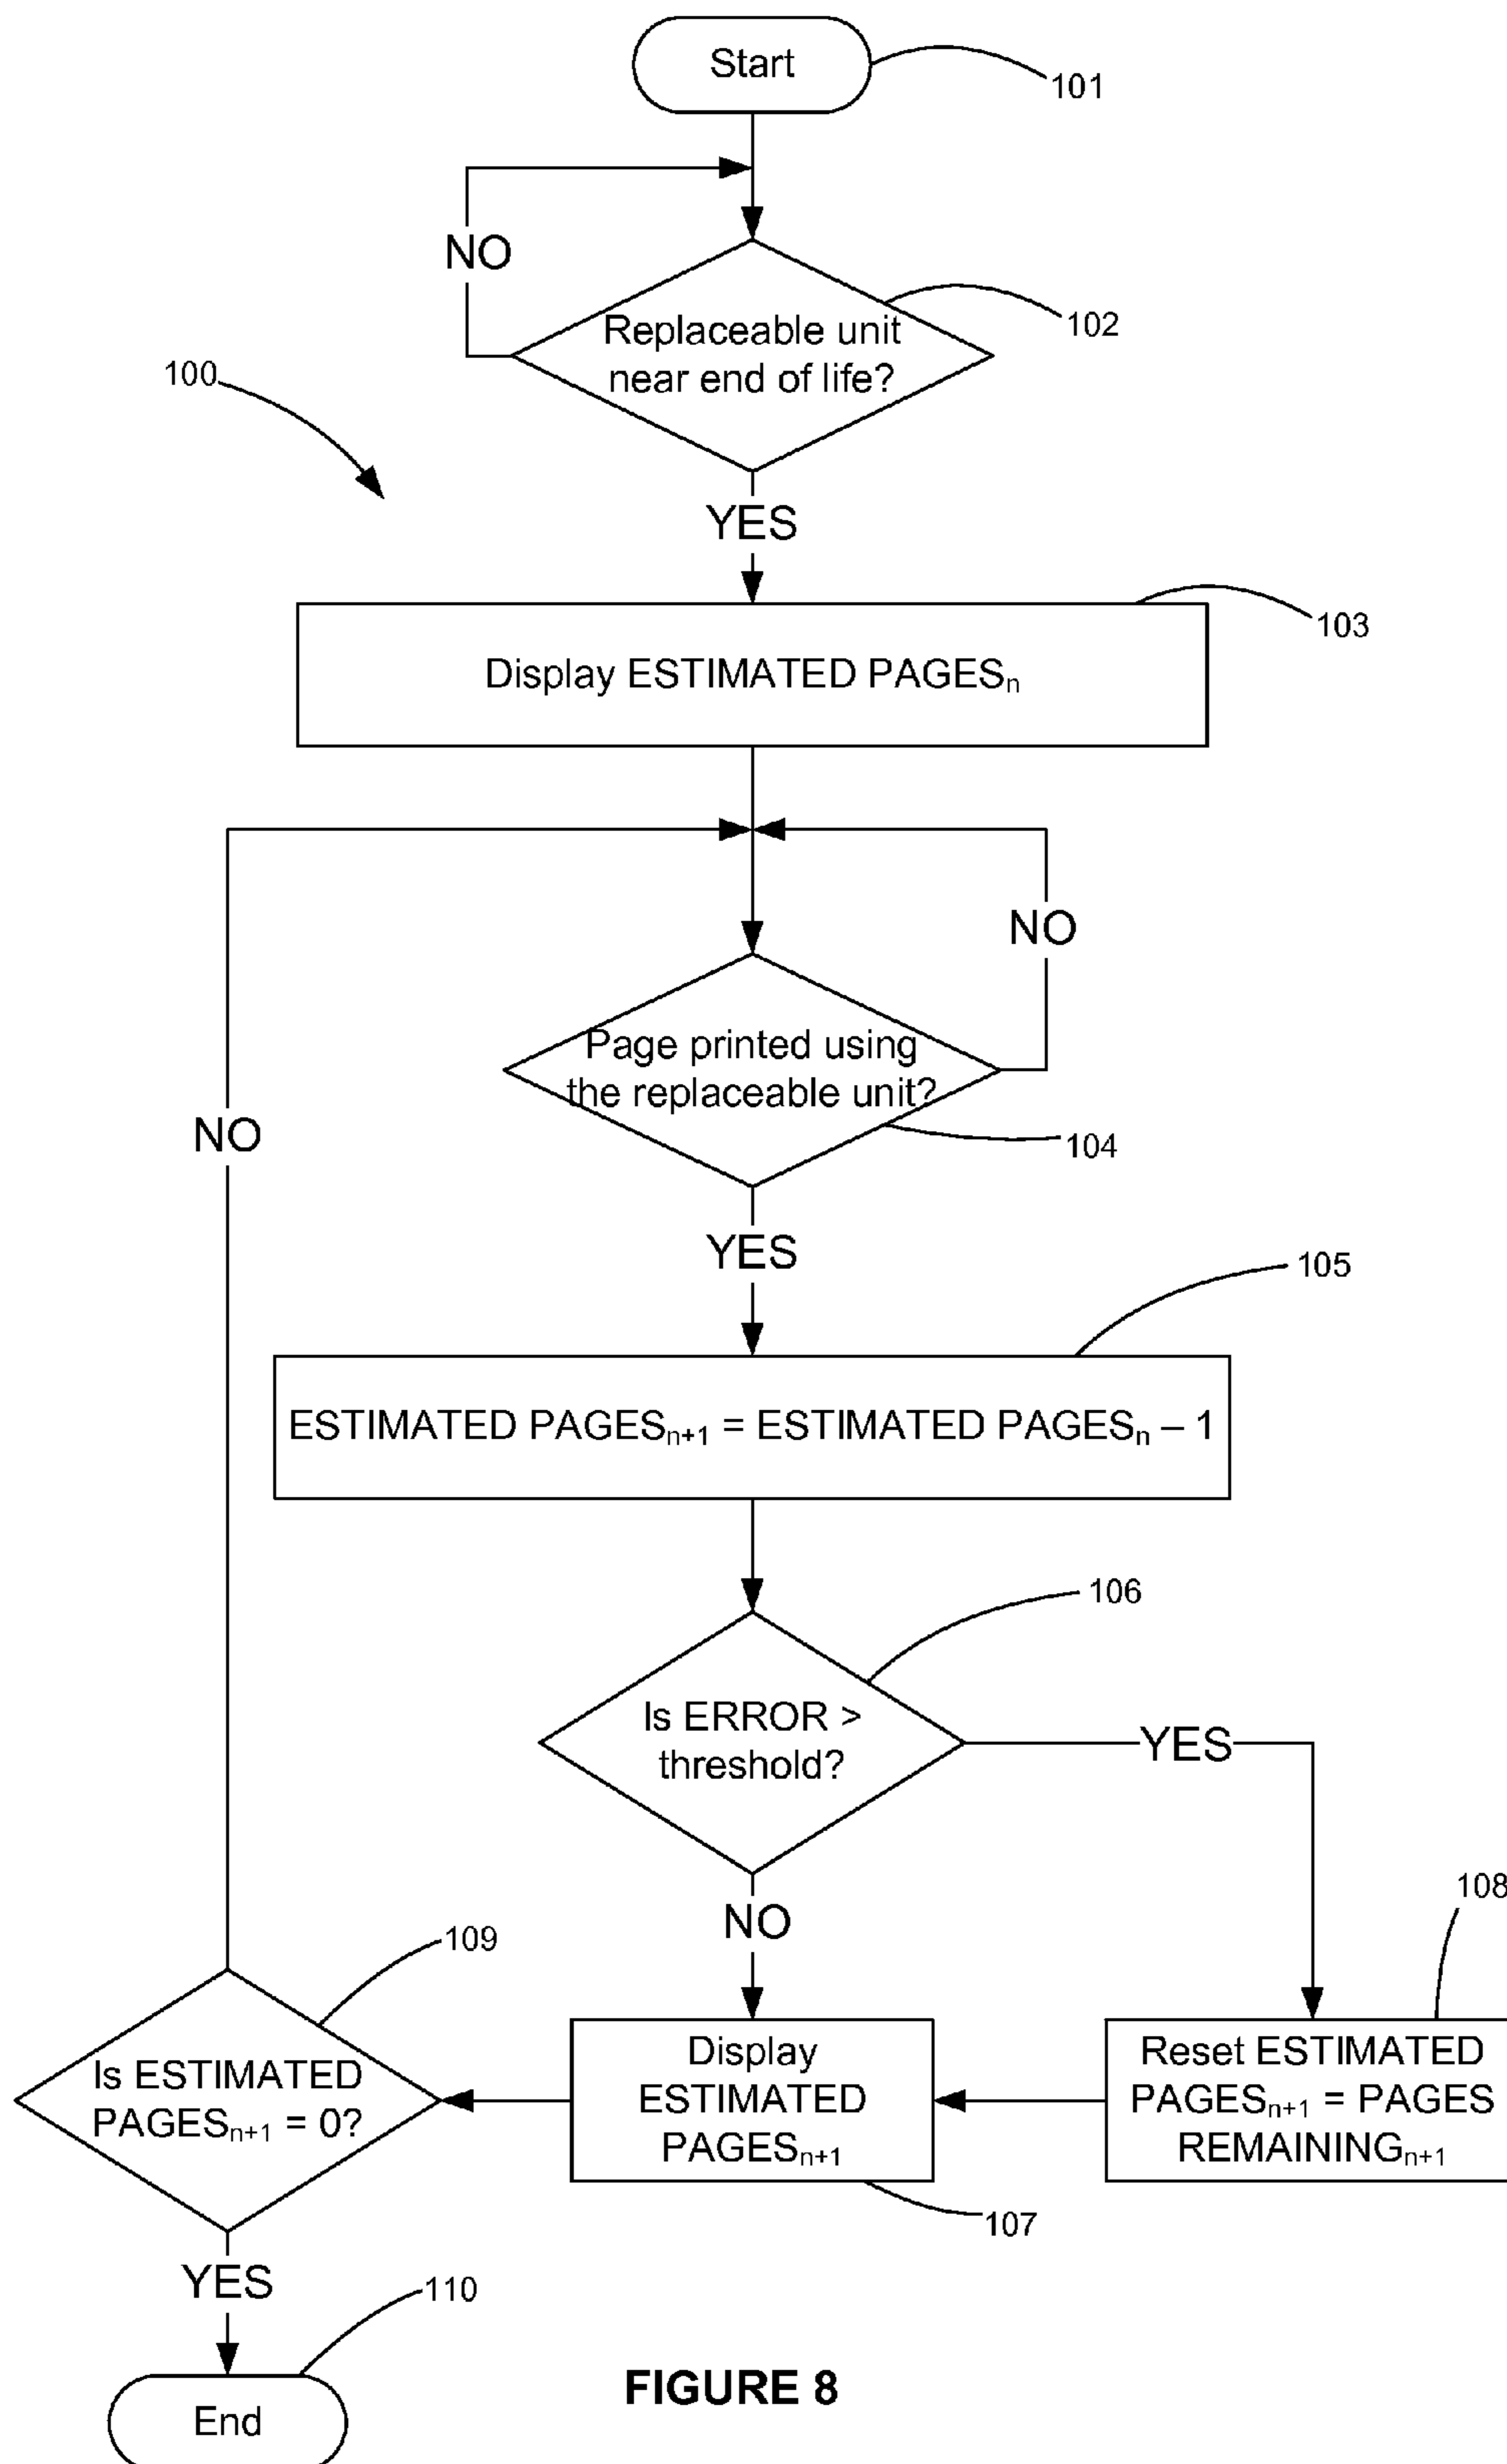 Start
101
NO
Replaceable unit
near end of life?
102
100
YES
Display ESTIMATED PAGESₙ
103
NO
Page printed using
the replaceable unit?
104
NO
YES
105
ESTIMATED PAGESₙ₊₁ = ESTIMATED PAGESₙ – 1
106
Is ERROR >
threshold?
YES
NO
108
109
Is ESTIMATED
PAGESₙ₊₁ = 0?
Display
ESTIMATED
PAGESₙ₊₁
Reset ESTIMATED
PAGESₙ₊₁ = PAGES
REMAININGₙ₊₁
107
YES
110
End
FIGURE 8